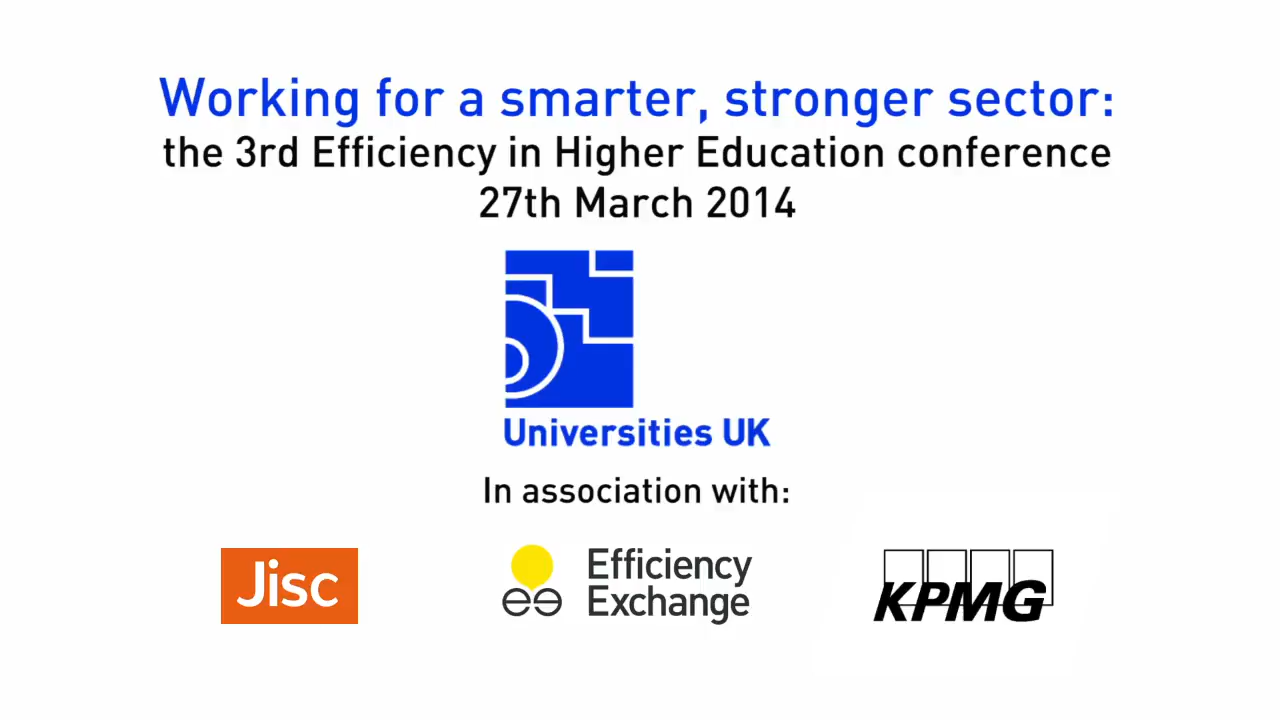 Working for a smarter, stronger sector:
the 3rd Efficiency in Higher Education conference
27th March 2014
Universities UK
In association with:
Jisc
Efficiency
Exchange
KPMG